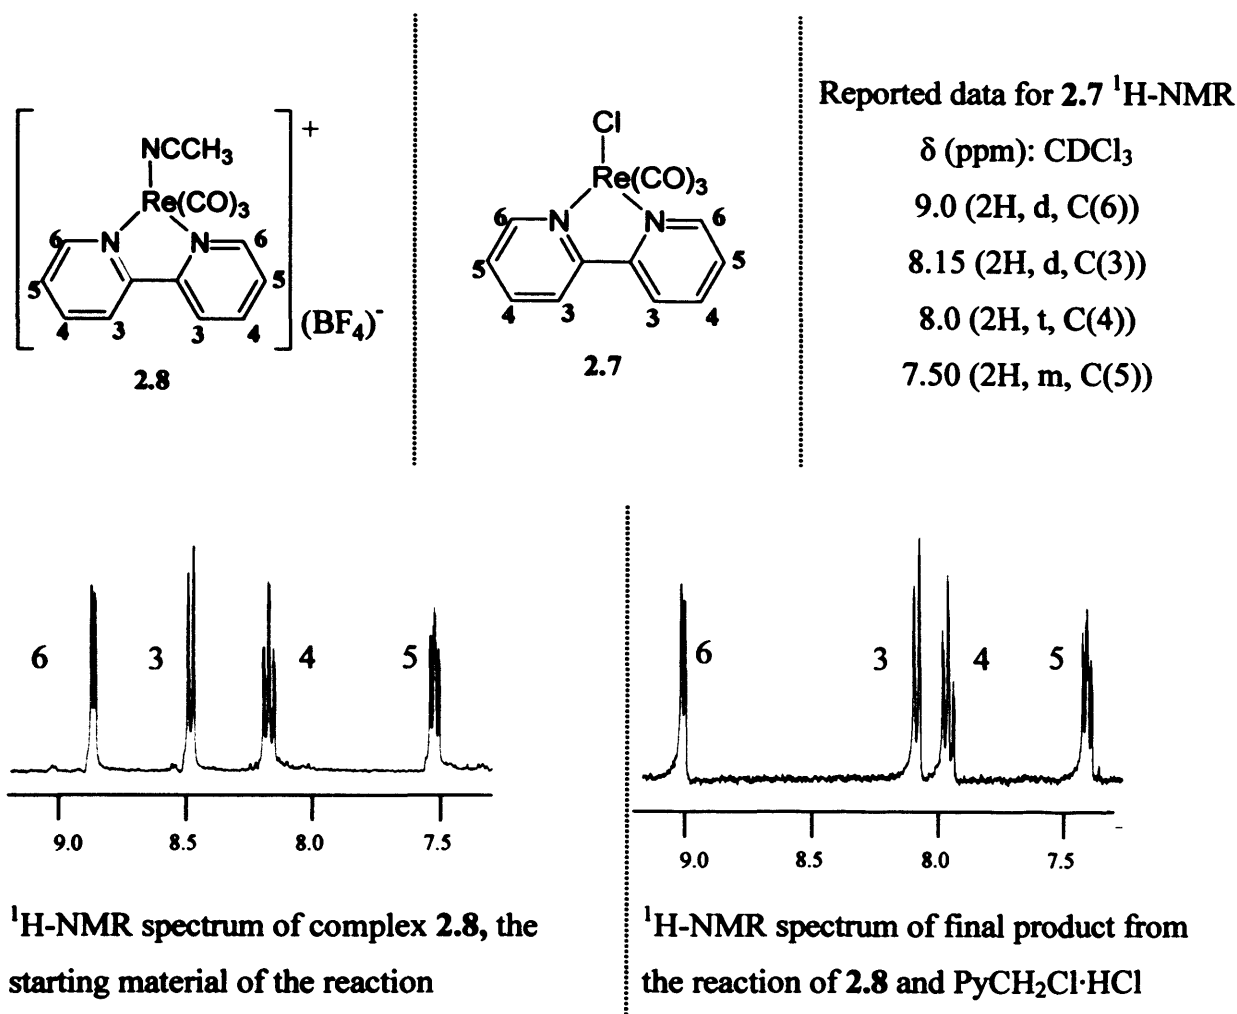 [ ]+
NCCH3
Re(CO)3
6 N N 6
5 5
4 3 3 4
(BF4)-
2.8
Cl
Re(CO)3
6 N N 6
5 5
4 3 3 4
2.7
Reported data for 2.7 1H-NMR
δ (ppm): CDCl3
9.0 (2H, d, C(6))
8.15 (2H, d, C(3))
8.0 (2H, t, C(4))
7.50 (2H, m, C(5))
6 3 4 5
9.0 8.5 8.0 7.5
1H-NMR spectrum of complex 2.8, the
starting material of the reaction
6 3 4 5
9.0 8.5 8.0 7.5
1H-NMR spectrum of final product from
the reaction of 2.8 and PyCH2Cl·HCl